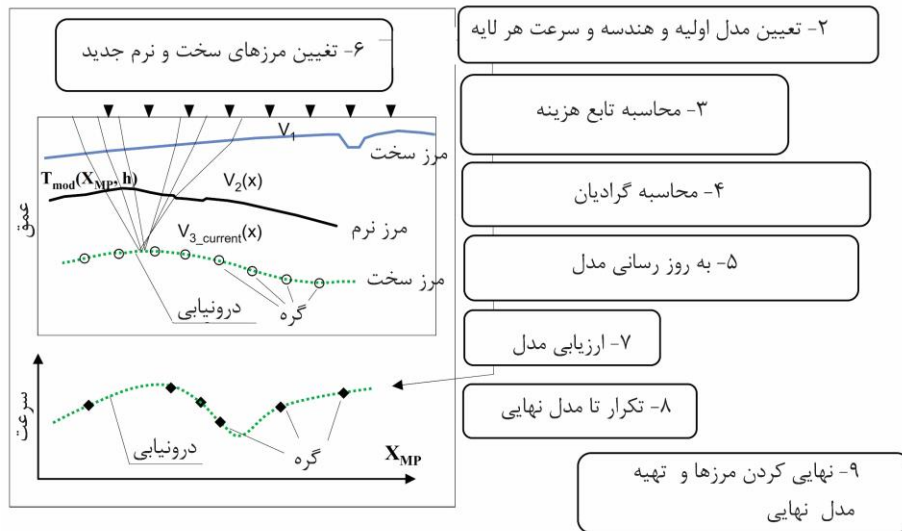 ۲- تعیین مدل اولیه و هندسه و سرعت هر لایه
۶- تغیین مرزهای سخت و نرم جدید
۳- محاسبه تابع هزینه
V1
مرز سخت
Tmod(XMP, h)
V2(x)
۴- محاسبه گرادیان
عمق
مرز نرم
V3_current(x)
۵- به روز رسانی مدل
مرز سخت
گره
درونیابی
۷- ارزیابی مدل
سرعت
۸- تکرار تا مدل نهایی
درونیابی
گره
XMP
۹- نهایی کردن مرزها و تهیه
مدل نهایی